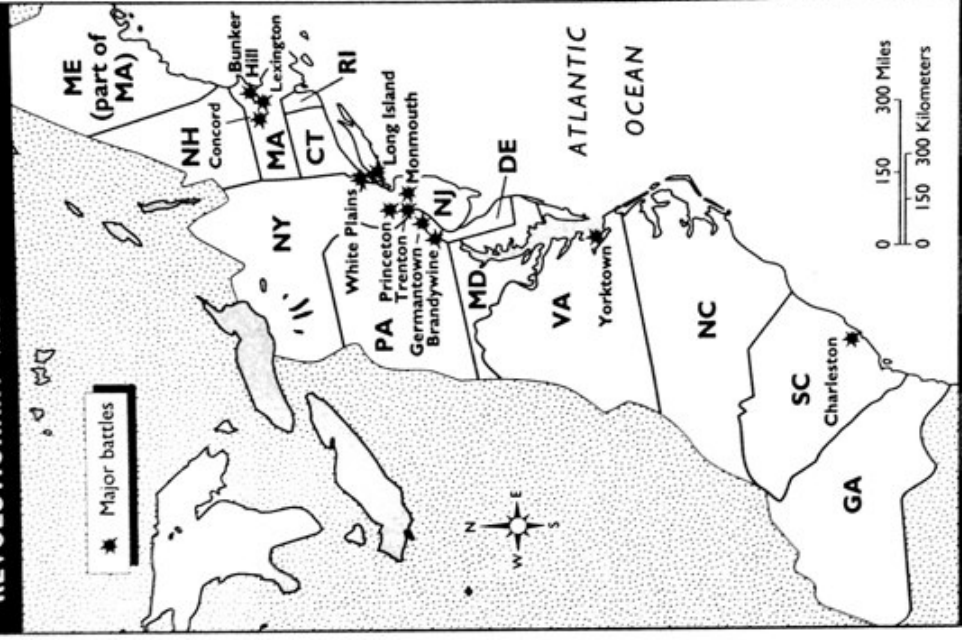 Major battles
ME
(part of
MA)
NH
Concord
Bunker
Hill
Lexington
MA
CT
RI
NY
White Plains
Long Island
Monmouth
PA
Princeton
Trenton
Germantown
Brandywine
NJ
MD
DE
VA
Yorktown
NC
SC
Charleston
GA
ATLANTIC
OCEAN
N
W E
S
0 150 300 Miles
0 150 300 Kilometers